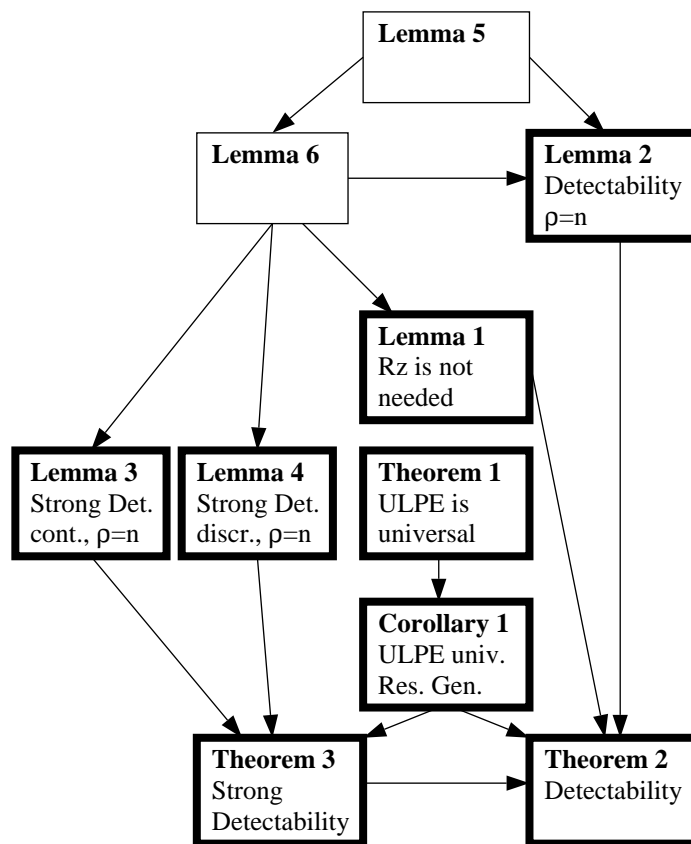 Lemma 5
Lemma 6
Lemma 2
Detectability
ρ=n
Lemma 1
Rz is not
needed
Lemma 3
Strong Det.
cont., ρ=n
Lemma 4
Strong Det.
discr., ρ=n
Theorem 1
ULPE is
universal
Corollary 1
ULPE univ.
Res. Gen.
Theorem 3
Strong
Detectability
Theorem 2
Detectability